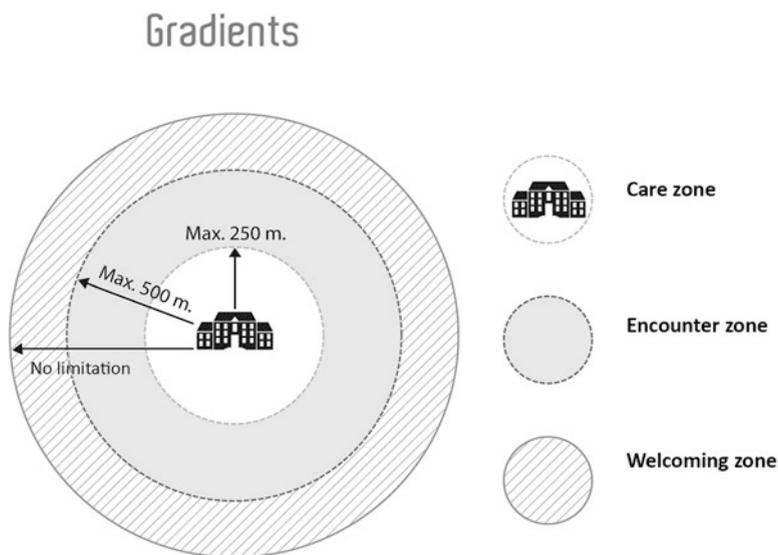 Gradients
Max. 250 m.
Max. 500 m.
No limitation
Care zone
Encounter zone
Welcoming zone